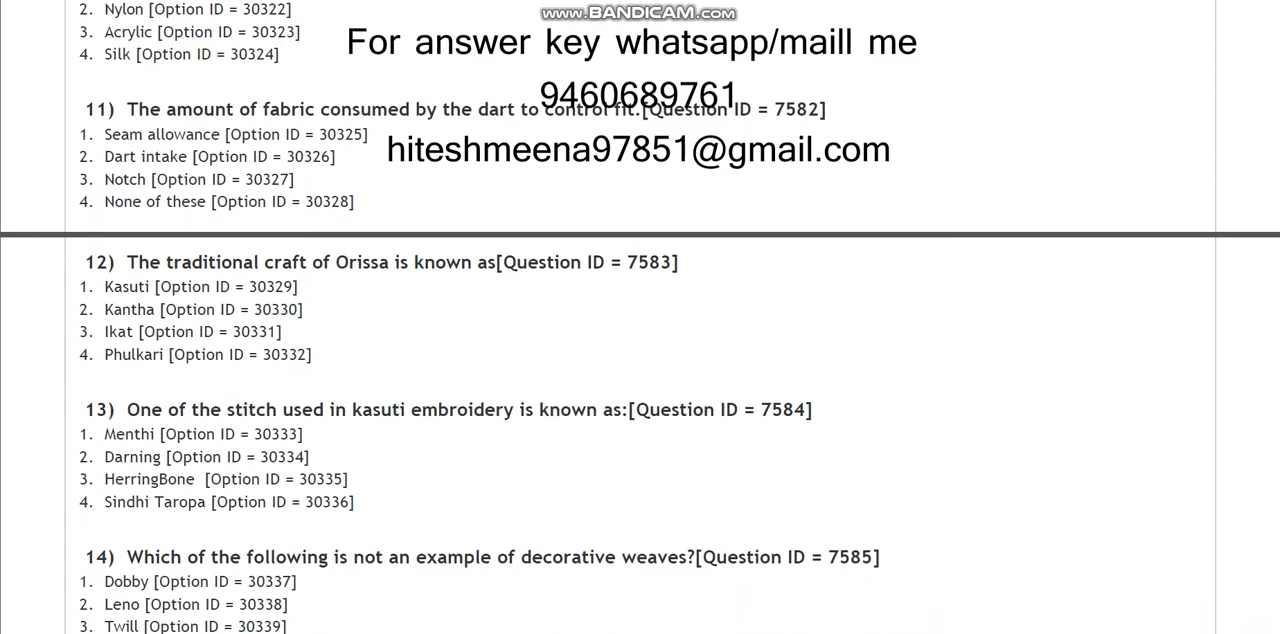 2. Nylon [Option ID = 30322]
www.BANDICAM.com
3. Acrylic [Option ID = 30323]
For answer key whatsapp/maill me
4. Silk [Option ID = 30324]
9460689761
11) The amount of fabric consumed by the dart to control fit.[Question ID = 7582]
1. Seam allowance [Option ID = 30325]
hiteshmeena97851@gmail.com
2. Dart intake [Option ID = 30326]
3. Notch [Option ID = 30327]
4. None of these [Option ID = 30328]
12) The traditional craft of Orissa is known as[Question ID = 7583]
1. Kasuti [Option ID = 30329]
2. Kantha [Option ID = 30330]
3. Ikat [Option ID = 30331]
4. Phulkari [Option ID = 30332]
13) One of the stitch used in kasuti embroidery is known as:[Question ID = 7584]
1. Menthi [Option ID = 30333]
2. Darning [Option ID = 30334]
3. HerringBone [Option ID = 30335]
4. Sindhi Taropa [Option ID = 30336]
14) Which of the following is not an example of decorative weaves?[Question ID = 7585]
1. Dobby [Option ID = 30337]
2. Leno [Option ID = 30338]
3. Twill [Option ID = 30339]